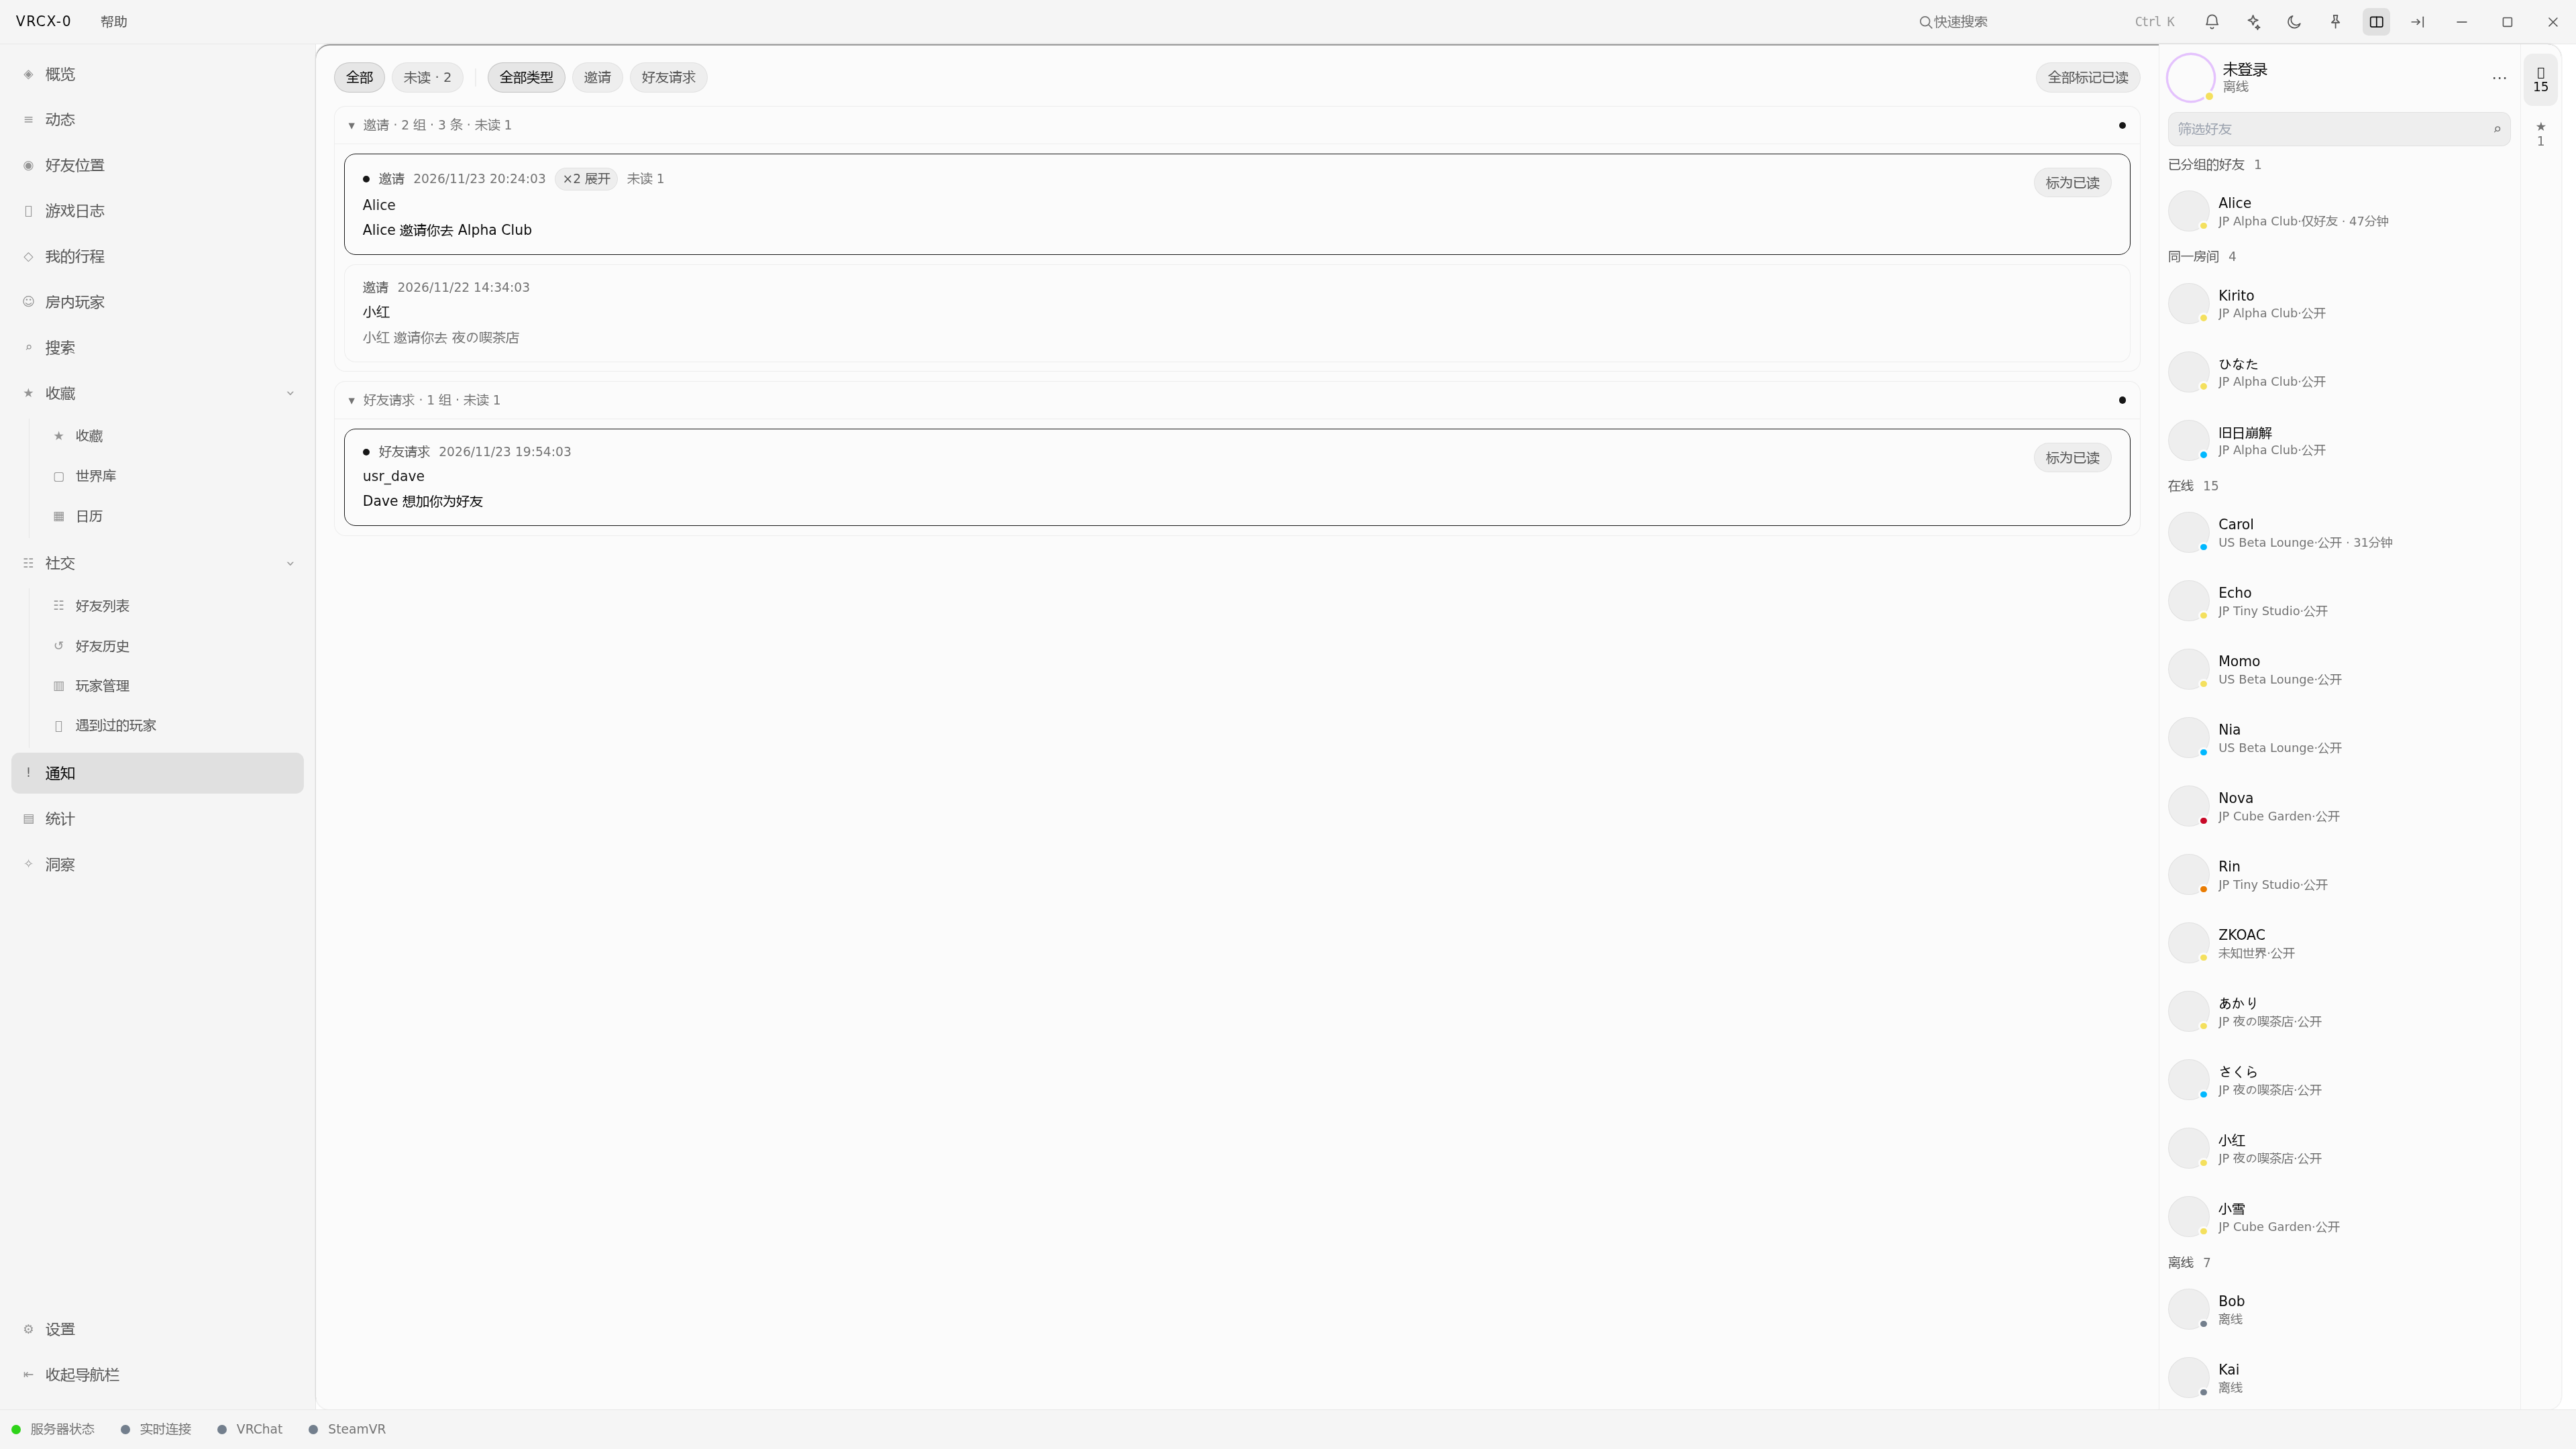 VRCX-0 帮助 快速搜索 Ctrl K
概览
动态
好友位置
游戏日志
我的行程
房内玩家
搜索
收藏
收藏
世界库
日历
社交
好友列表
好友历史
玩家管理
遇到过的玩家
通知
统计
洞察
设置
收起导航栏
全部 未读 · 2 全部类型 邀请 好友请求 全部标记已读
邀请 · 2 组 · 3 条 · 未读 1
邀请 2026/11/23 20:24:03 ×2 展开 未读 1 标为已读
Alice
Alice 邀请你去 Alpha Club
邀请 2026/11/22 14:34:03
小红
小红 邀请你去 夜の喫茶店
好友请求 · 1 组 · 未读 1
好友请求 2026/11/23 19:54:03 标为已读
usr_dave
Dave 想加你为好友
未登录
离线
筛选好友
已分组的好友 1
Alice
JP Alpha Club·仅好友 · 47分钟
同一房间 4
Kirito
JP Alpha Club·公开
ひなた
JP Alpha Club·公开
旧日崩解
JP Alpha Club·公开
在线 15
Carol
US Beta Lounge·公开 · 31分钟
Echo
JP Tiny Studio·公开
Momo
US Beta Lounge·公开
Nia
US Beta Lounge·公开
Nova
JP Cube Garden·公开
Rin
JP Tiny Studio·公开
ZKOAC
未知世界·公开
あかり
JP 夜の喫茶店·公开
さくら
JP 夜の喫茶店·公开
小红
JP 夜の喫茶店·公开
小雪
JP Cube Garden·公开
离线 7
Bob
离线
Kai
离线
15
1
服务器状态 实时连接 VRChat SteamVR